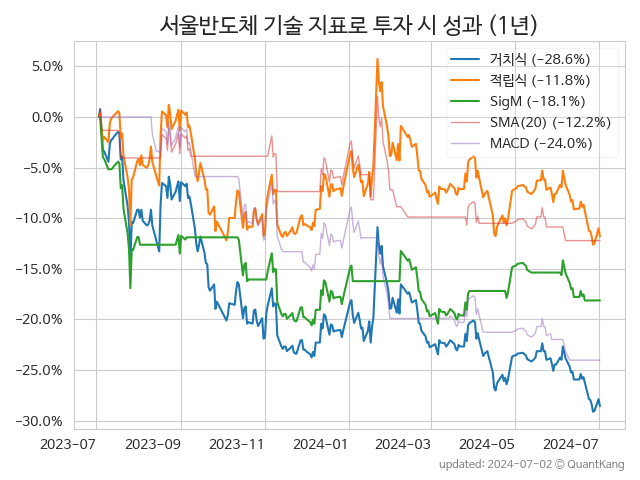 서울반도체 기술 지표로 투자 시 성과 (1년)
거치식 (−28.6%)
적립식 (−11.8%)
SigM (−18.1%)
SMA(20) (−12.2%)
MACD (−24.0%)
5.0%
0.0%
−5.0%
−10.0%
−15.0%
−20.0%
−25.0%
−30.0%
2023−07 2023−09 2023−11 2024−01 2024−03 2024−05 2024−07
updated: 2024−07−02 © QuantKang